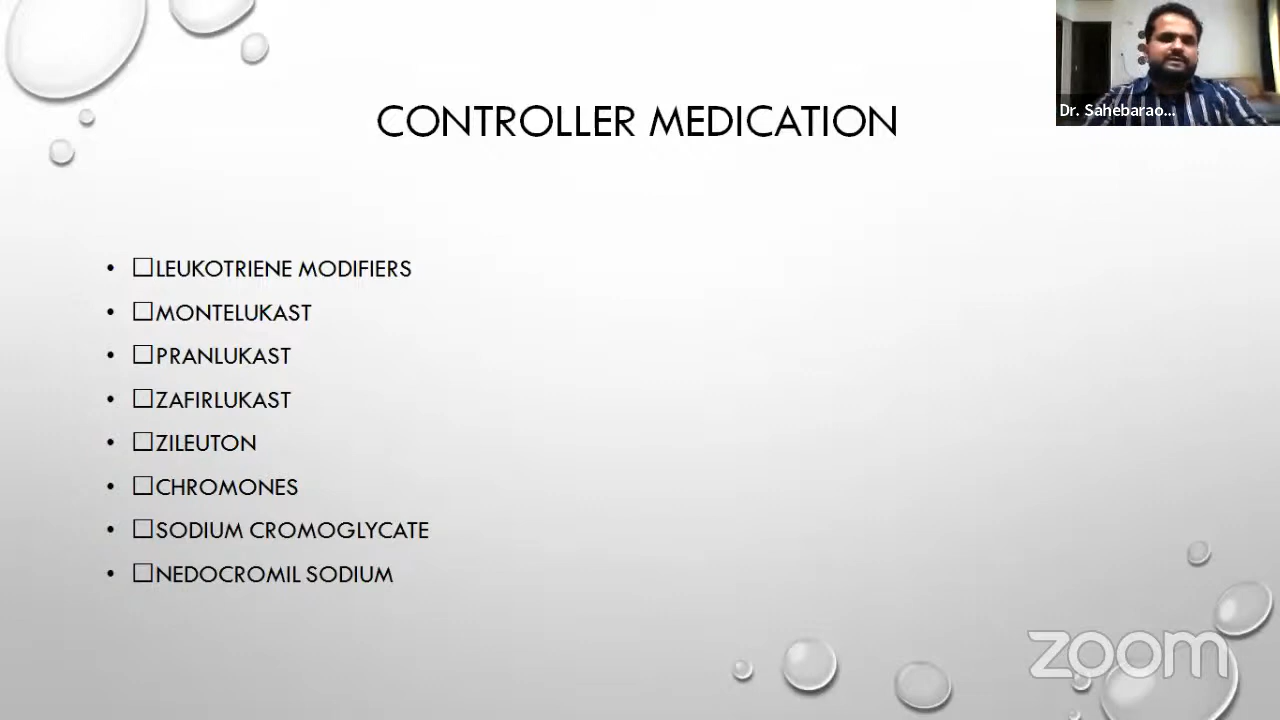 Dr. Sahebarao...
CONTROLLER MEDICATION
• ☐LEUKOTRIENE MODIFIERS
• ☐MONTELUKAST
• ☐PRANLUKAST
• ☐ZAFIRLUKAST
• ☐ZILEUTON
• ☐CHROMONES
• ☐SODIUM CROMOGLYCATE
• ☐NEDOCROMIL SODIUM
zoom